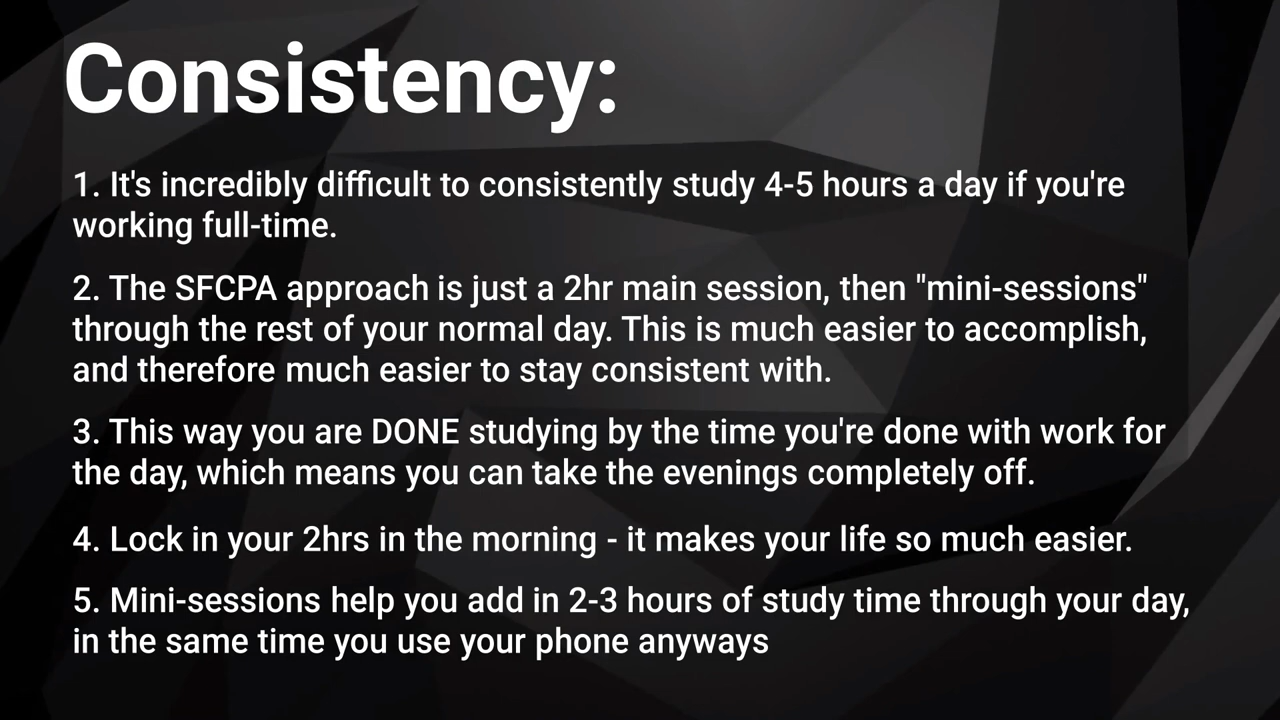 Consistency:
1. It's incredibly difficult to consistently study 4-5 hours a day if you're
working full-time.
2. The SFCPA approach is just a 2hr main session, then "mini-sessions"
through the rest of your normal day. This is much easier to accomplish,
and therefore much easier to stay consistent with.
3. This way you are DONE studying by the time you're done with work for
the day, which means you can take the evenings completely off.
4. Lock in your 2hrs in the morning - it makes your life so much easier.
5. Mini-sessions help you add in 2-3 hours of study time through your day,
in the same time you use your phone anyways